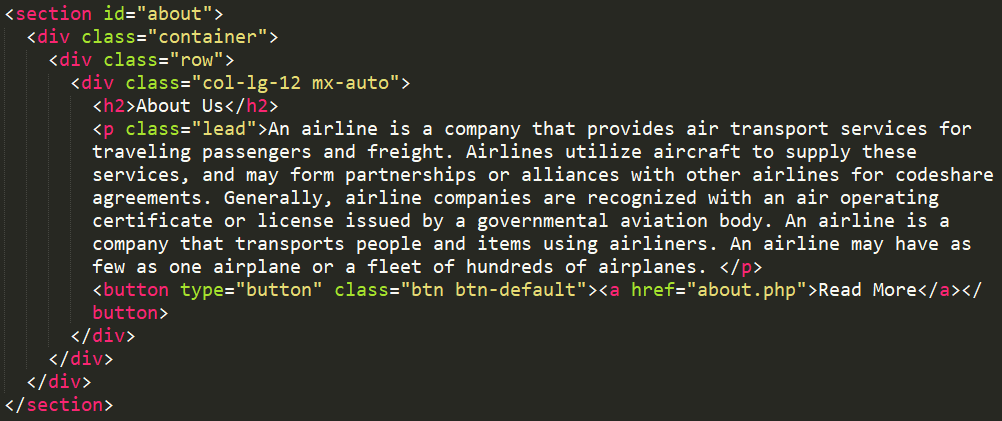 <section id="about">
<div class="container">
<div class="row">
<div class="col-lg-12 mx-auto">
<h2>About Us</h2>
<p class="lead">An airline is a company that provides air transport services for
traveling passengers and freight. Airlines utilize aircraft to supply these
services, and may form partnerships or alliances with other airlines for codeshare
agreements. Generally, airline companies are recognized with an air operating
certificate or license issued by a governmental aviation body. An airline is a
company that transports people and items using airliners. An airline may have as
few as one airplane or a fleet of hundreds of airplanes. </p>
<button type="button" class="btn btn-default"><a href="about.php">Read More</a></
button>
</div>
</div>
</div>
</section>